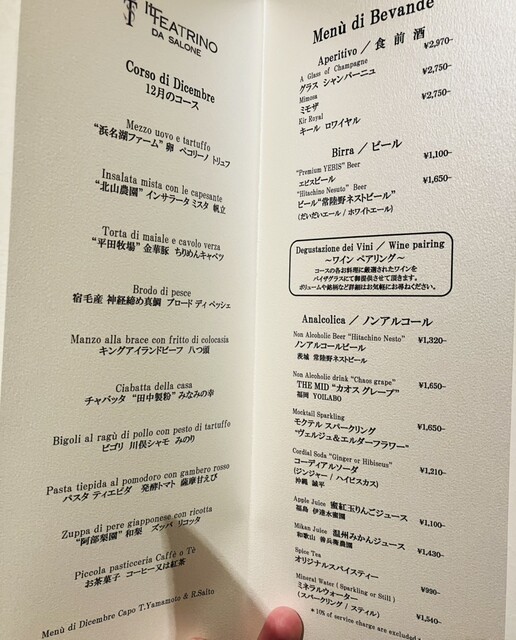 IL TEATRINO
DA SALONE
Corso di Dicembre
12月のコース
Mezzo uovo e tartuffo
"浜名湖ファーム" 卵 ペコリーノ トリュフ
Insalata mista con le capesante
"北山農園" インサラータ ミスタ 帆立
Torta di maiale e cavolo verza
"平田牧場" 金華豚 ちりめんキャベツ
Brodo di pesce
宿毛産 神経締め真鯛 ブロード ディ ペッシェ
Manzo alla brace con fritto di colocasia
キングアイランドビーフ 八つ頭
Ciabatta della casa
チャバッタ "田中製粉" みなみの幸
Bigoli al ragù di pollo con pesto di tartuffo
ビゴリ 川俣シャモ みのり
Pasta tiepida al pomodoro con gambero rosso
パスタ ティエピダ 発酵トマト 薩摩甘えび
Zuppa di pere giapponese con ricotta
"阿部梨園" 和梨 ズッパ リコッタ
Piccola pasticceria Caffè o Tè
お茶菓子 コーヒー又は紅茶
Menù di Dicembre Capo T.Yamamoto & R.Saito
Menù di Bevande
Aperitivo / 食前酒
A Glass of Champagne ¥2,970-
グラス シャンパーニュ
Mimosa ¥2,750-
ミモザ
Kir Royal ¥2,750-
キール ロワイヤル
Birra / ビール
"Premium YEBIS" Beer ¥1,100-
ヱビスビール
"Hitachino Nesuto" Beer ¥1,650-
ビール "常陸野ネストビール"
(だいだいエール / ホワイトエール)
Degustazione dei Vini / Wine pairing
～ワイン ペアリング～
コースの各お料理に厳選されたワインを
バイザグラスにて御提供させて頂きます。
ボリュームや銘柄など詳細はお気軽にお尋ねください。
Analcolica / ノンアルコール
Non Alcoholic Beer "Hitachino Nesto" ¥1,320-
ノンアルコールビール
茨城 常陸野ネストビール
Non Alcoholic drink "Chaos grape" ¥1,650-
THE MID "カオス グレープ"
福岡 YOILABO
Mocktail Sparkling ¥1,650-
モクテル スパークリング
"ヴェルジュ&エルダーフラワー"
Cordial Soda "Ginger or Hibiscus" ¥1,210-
コーディアルソーダ
(ジンジャー / ハイビスカス)
沖縄 誠平
Apple Juice 蜜紅玉りんごジュース ¥1,100-
福島 伊達水蜜園
Mikan Juice 温州みかんジュース ¥1,430-
和歌山 善兵衛農園
Spice Tea ¥990-
オリジナルスパイスティー
Mineral Water ( Sparkling or Still ) ¥1,540-
ミネラルウォーター
(スパークリング / スティル)
* 10% of service charge are excluded*